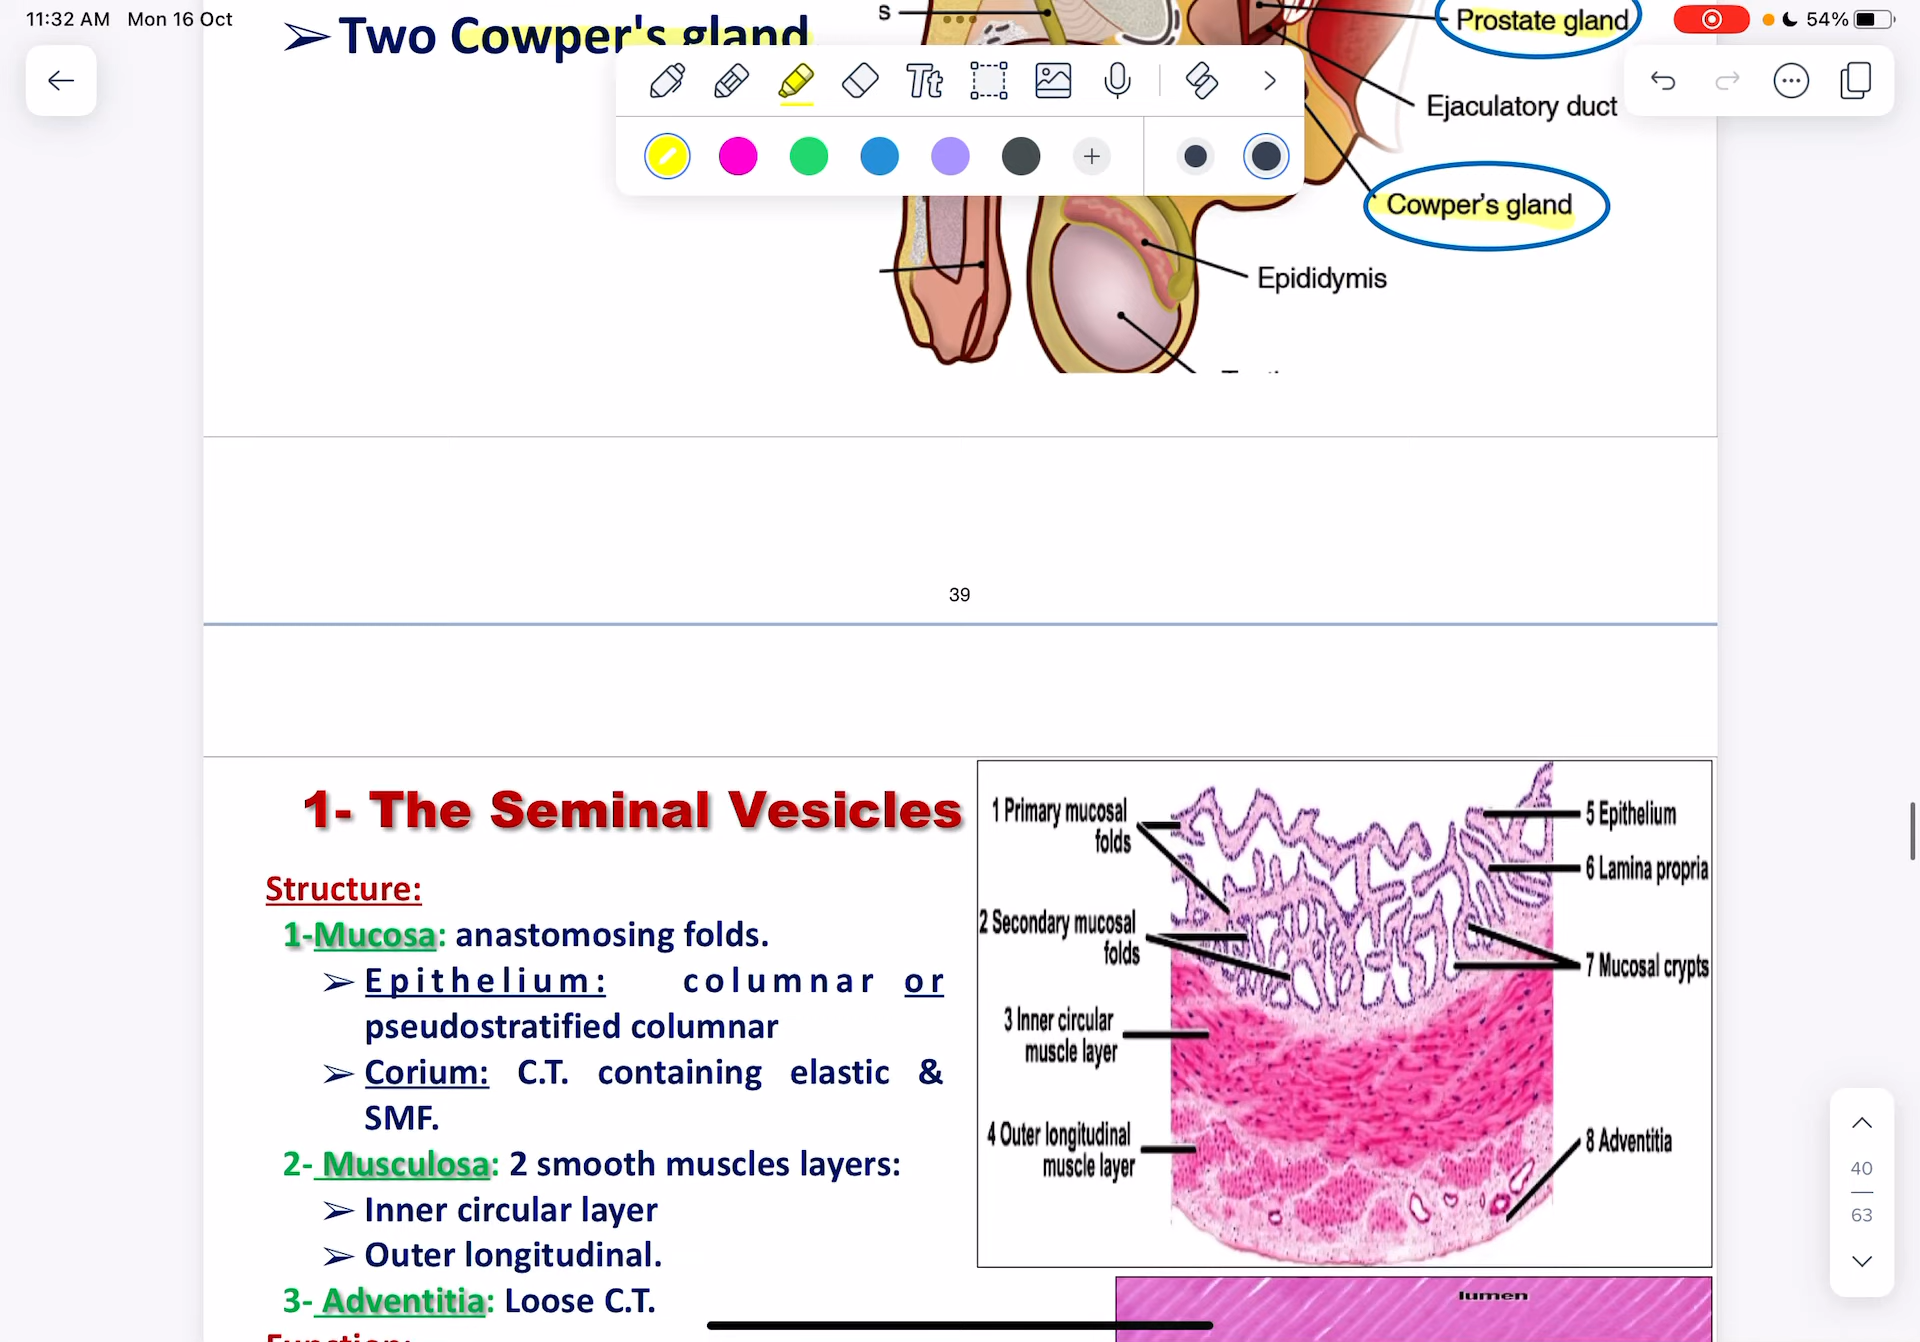 11:32 AM Mon 16 Oct
54%
➢ Two Cowper's gland
s
Prostate gland
Ejaculatory duct
Cowper's gland
Epididymis
Tt
39
1- The Seminal Vesicles
Structure:
1-Mucosa: anastomosing folds.
➢ Epithelium: columnar or
pseudostratified columnar
➢ Corium: C.T. containing elastic &
SMF.
2- Musculosa: 2 smooth muscles layers:
➢ Inner circular layer
➢ Outer longitudinal.
3- Adventitia: Loose C.T.
Function:
1 Primary mucosal
folds
2 Secondary mucosal
folds
3 Inner circular
muscle layer
4 Outer longitudinal
muscle layer
5 Epithelium
6 Lamina propria
7 Mucosal crypts
8 Adventitia
lumen
40
63